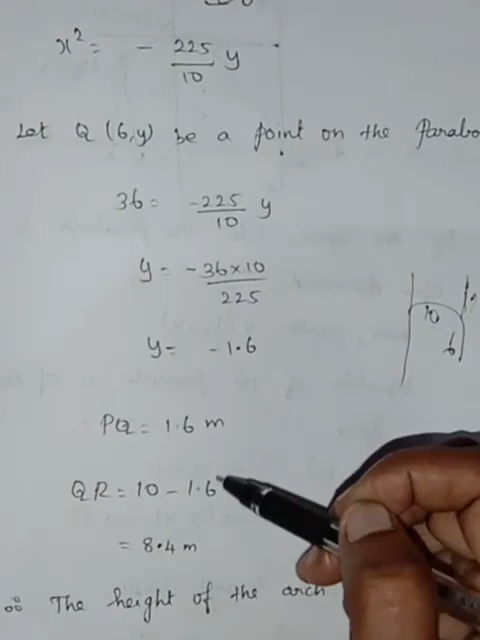 x² = - 225/10 y
Let Q (6,y) be a point on the Parabo
36 = -225/10 y
y = -36×10/225
y = -1.6
10
6
∴ PQ = 1.6 m
QR = 10 - 1.6
= 8.4 m
∴ The height of the arch